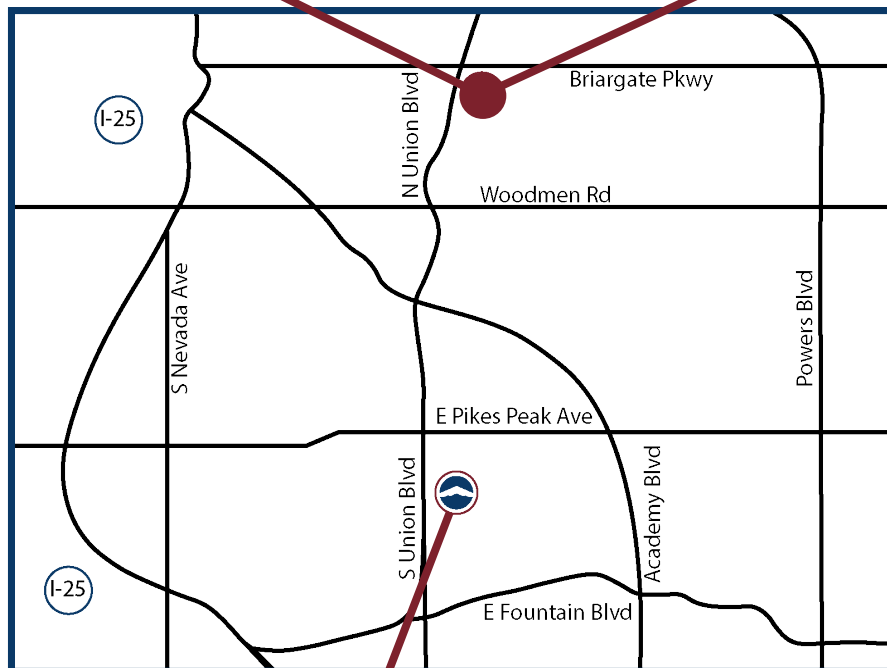 Briargate Pkwy
I-25
N Union Blvd
Woodmen Rd
S Nevada Ave
Powers Blvd
E Pikes Peak Ave
S Union Blvd
Academy Blvd
I-25
E Fountain Blvd